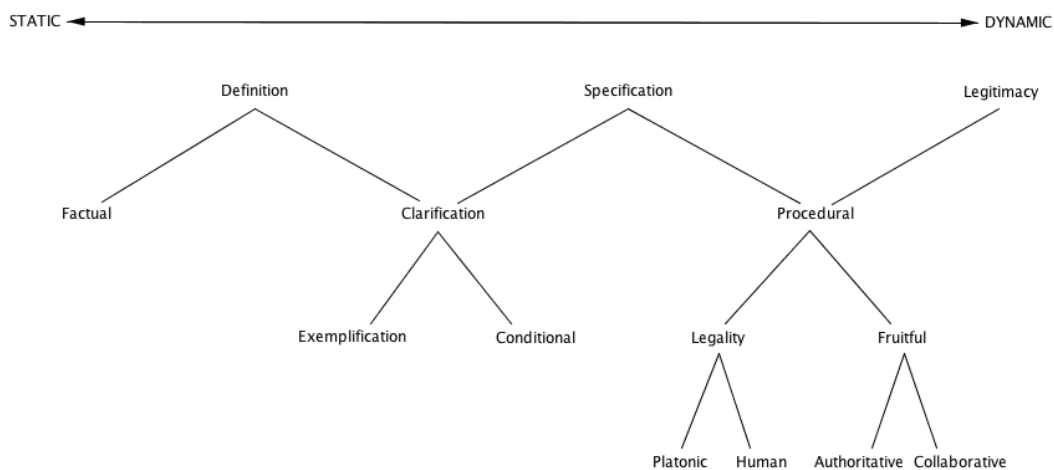 STATIC DYNAMIC
Definition Specification Legitimacy
Factual Clarification Procedural
Exemplification Conditional Legality Fruitful
Platonic Human Authoritative Collaborative